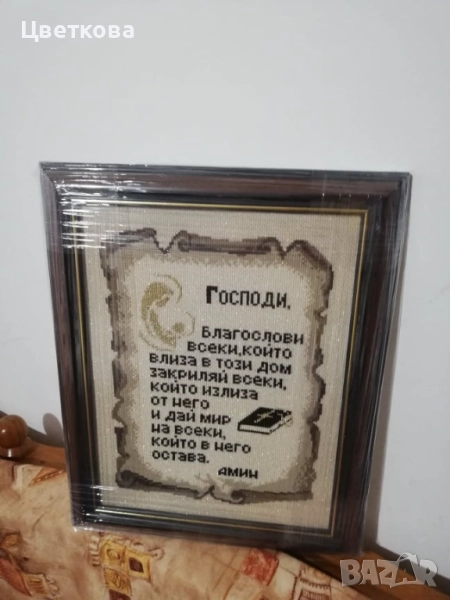 Цветкова
Господи,
Благослови
всеки,който
влиза в този дом
закриляй всеки,
който излиза
от него
и дай мир
на всеки,
който в него
остава.
амин
BAZAR